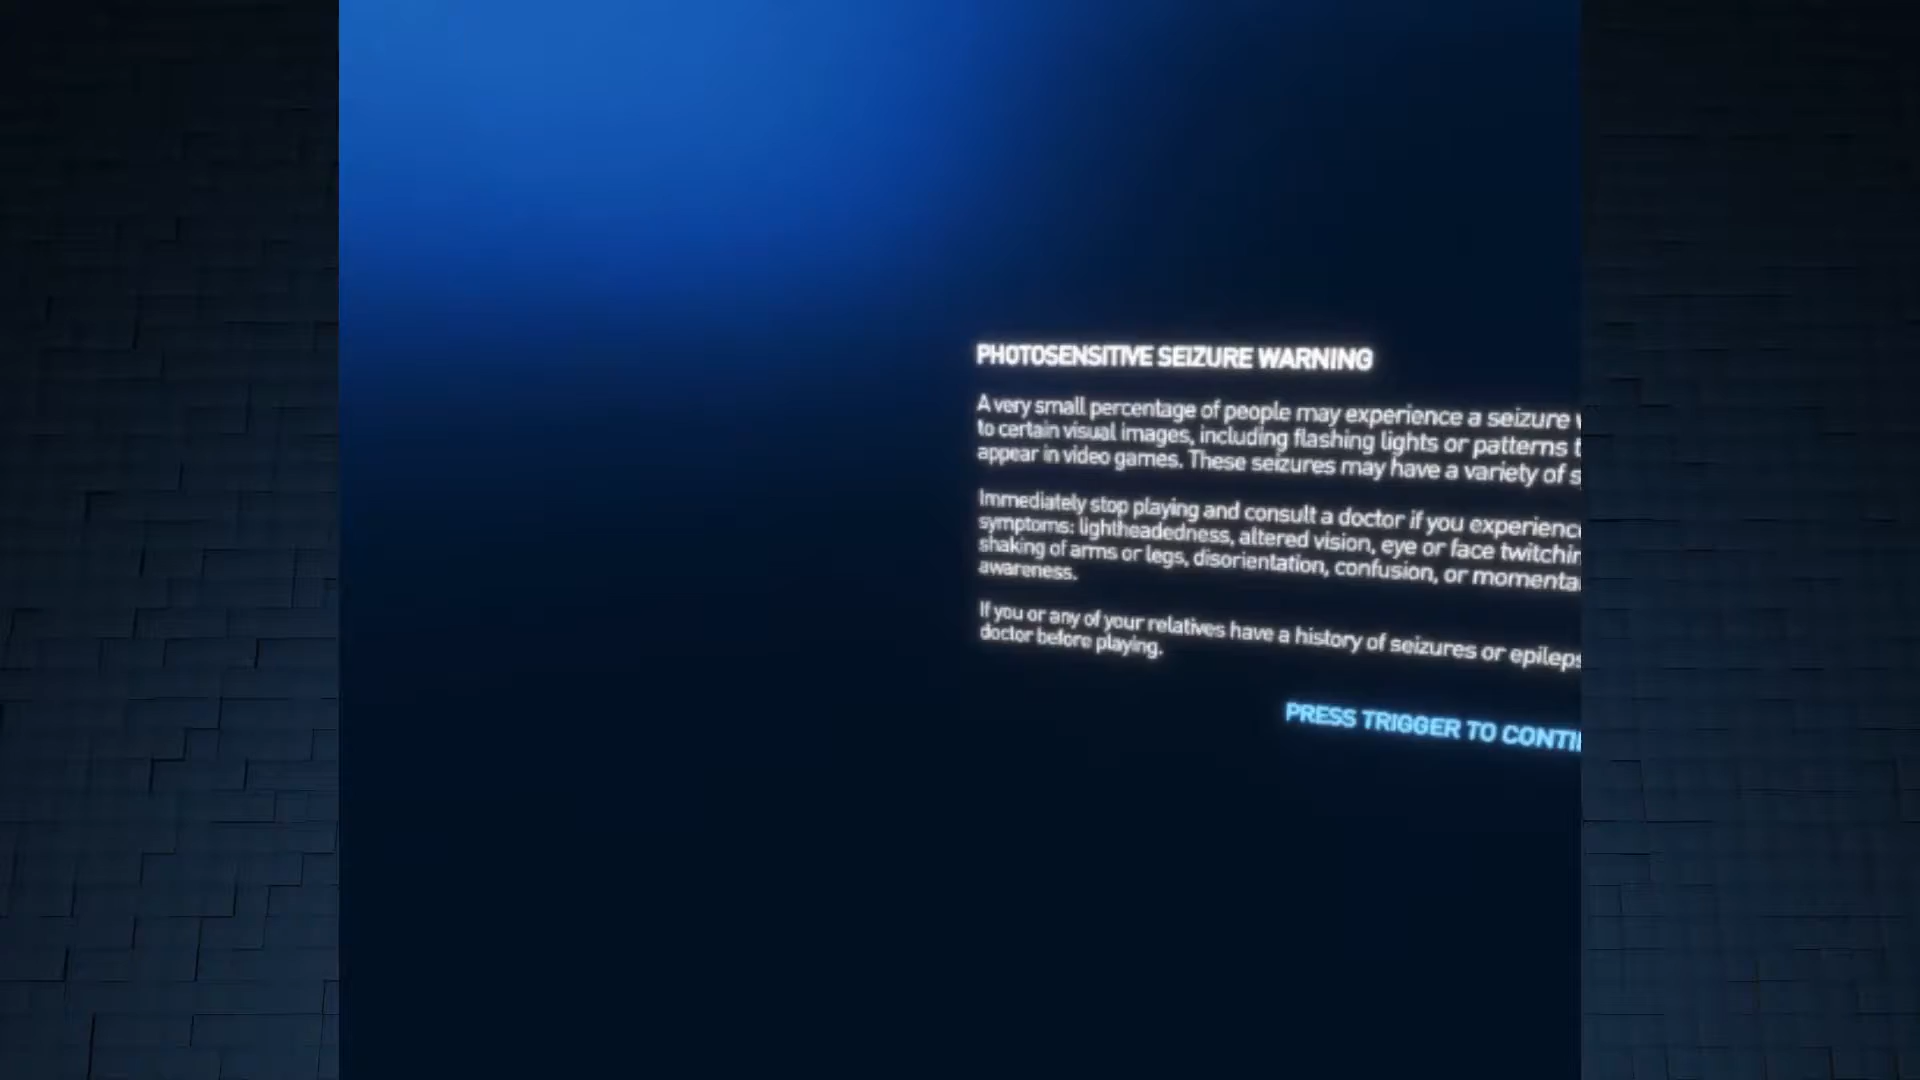 PHOTOSENSITIVE SEIZURE WARNING
A very small percentage of people may experience a seizure
to certain visual images, including flashing lights or patterns
appear in video games. These seizures may have a variety of
Immediately stop playing and consult a doctor if you experience
symptoms: lightheadedness, altered vision, eye or face
shaking of arms or legs, disorientation, confusion, or
awareness.
If you or any of your relatives have a history of seizures or
doctor before playing.
PRESS TRIGGER TO